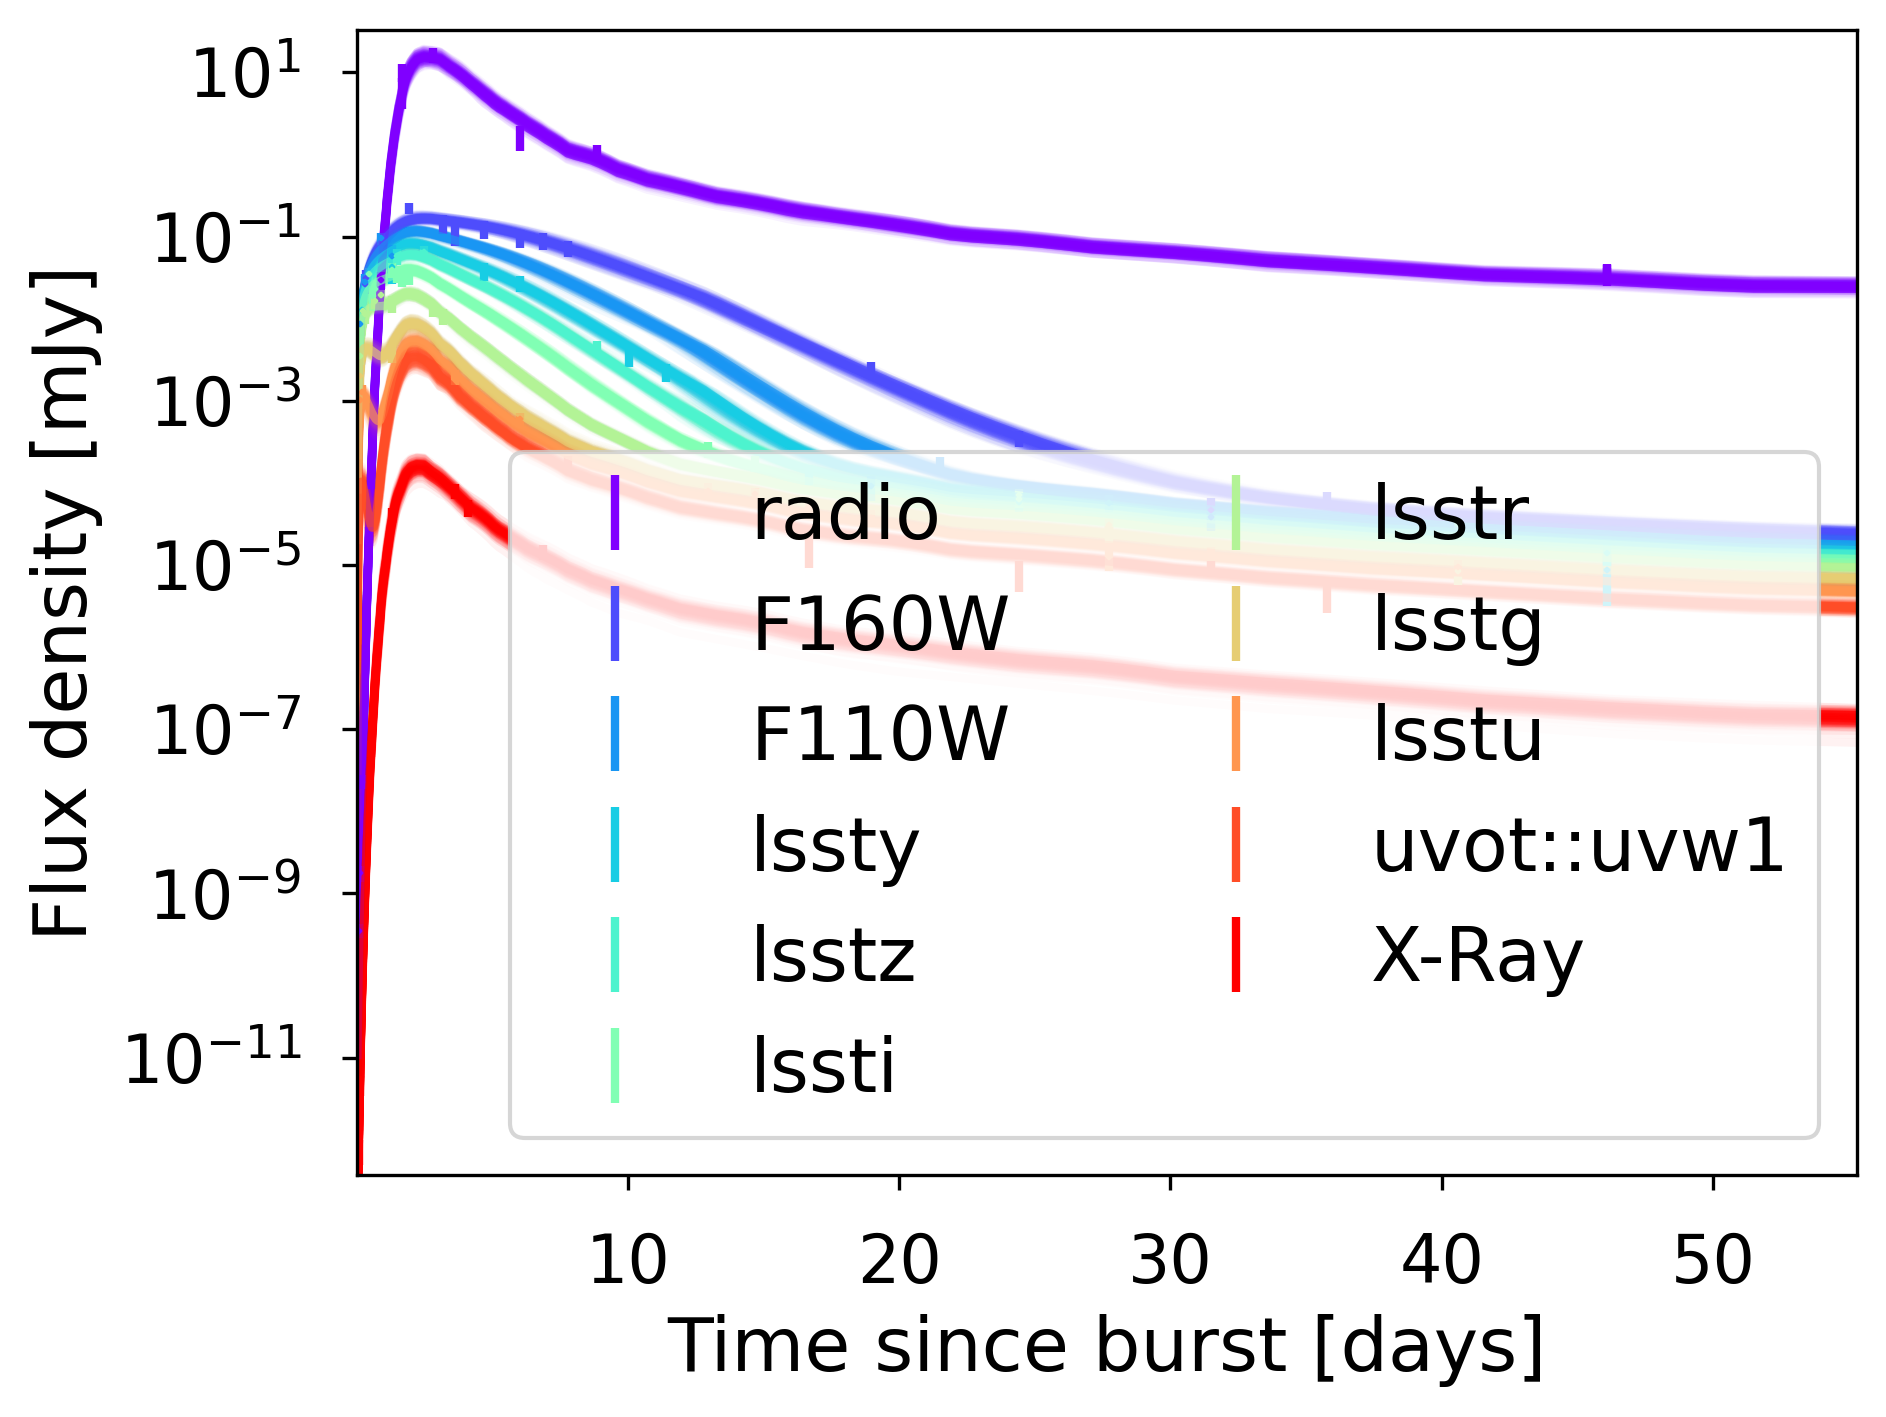 Flux density [mJy]
10^1
10^−1
10^−3
10^−5
10^−7
10^−9
10^−11
radio
F160W
F110W
lssty
lsstz
lssti
lsstr
lsstg
lsstu
uvot::uvw1
X-Ray
10 20 30 40 50
Time since burst [days]